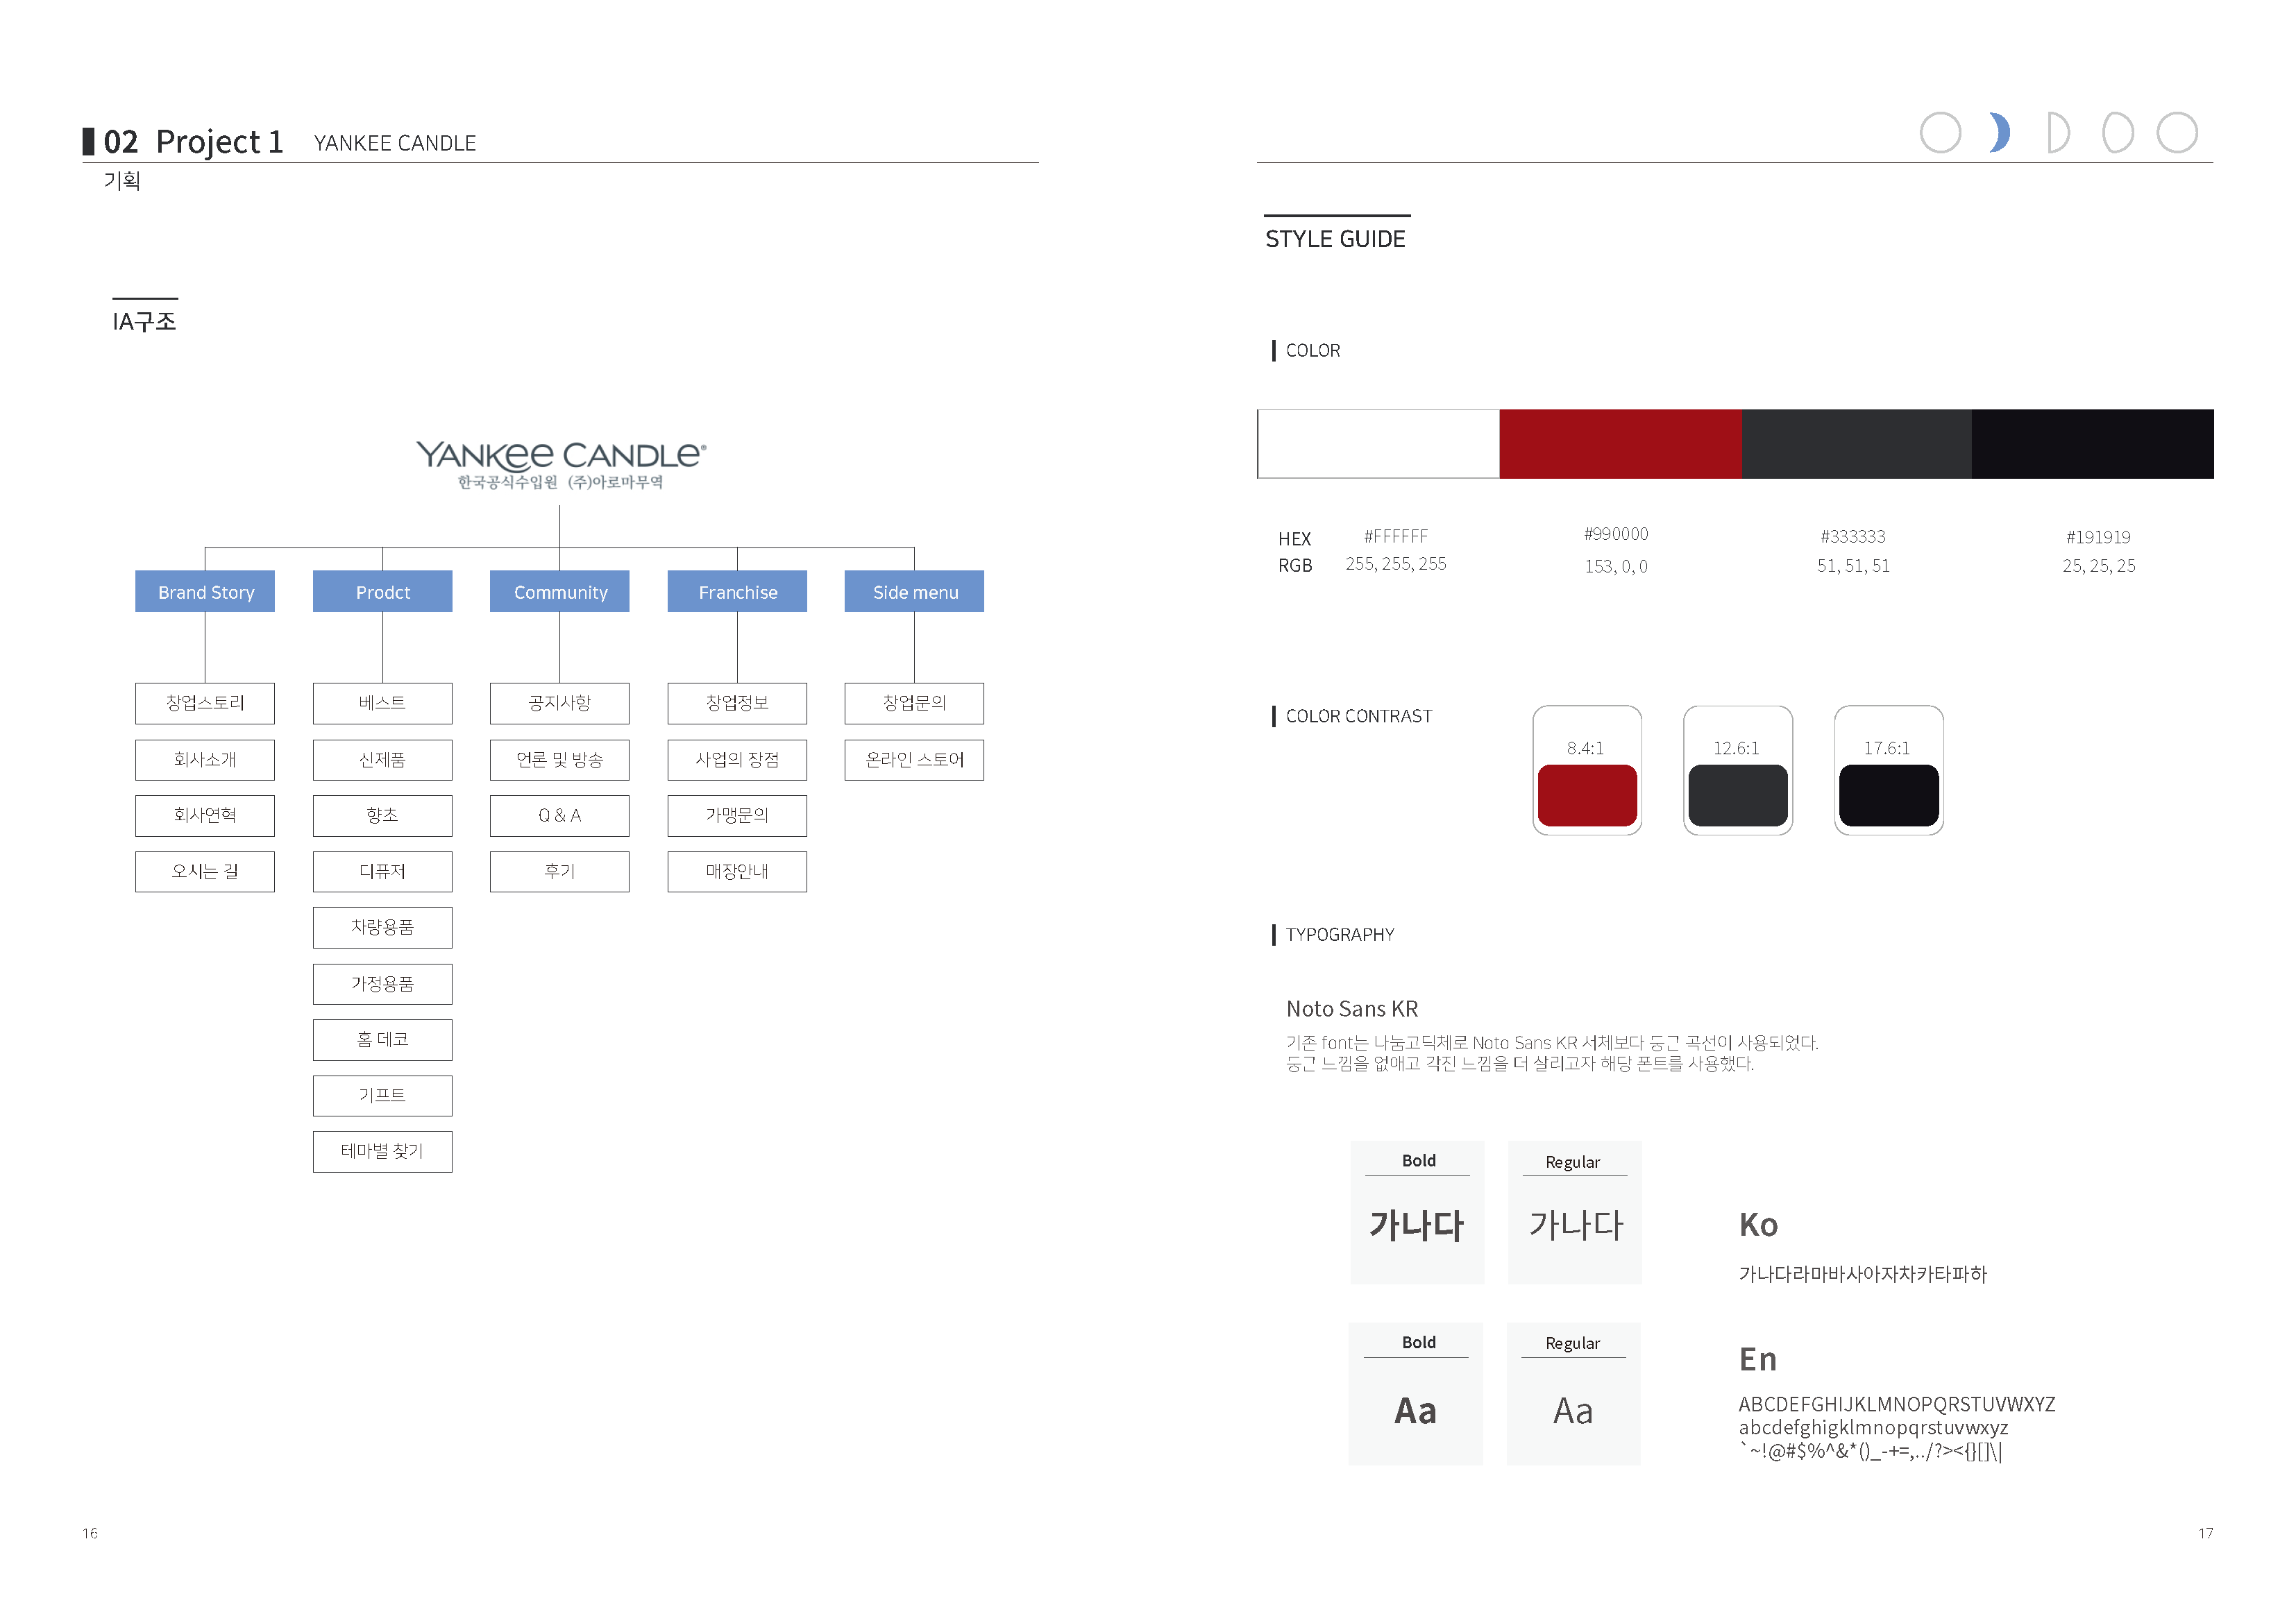 02 Project 1 YANKEE CANDLE
기획
IA구조
YANKee CANDLe®
한국공식수입원 (주)아로마무역
Brand Story
Prodct
Community
Franchise
Side menu
창업스토리
베스트
공지사항
창업정보
창업문의
회사소개
신제품
언론 및 방송
사업의 장점
온라인 스토어
회사연혁
향초
Q & A
가맹문의
오시는 길
디퓨저
후기
매장안내
차량용품
가정용품
홈 데코
기프트
테마별 찾기
16
STYLE GUIDE
COLOR
HEX #FFFFFF #990000 #333333 #191919
RGB 255, 255, 255 153, 0, 0 51, 51, 51 25, 25, 25
COLOR CONTRAST
8.4:1 12.6:1 17.6:1
TYPOGRAPHY
Noto Sans KR
기존 font는 나눔고딕체로 Noto Sans KR 서체보다 둥근 곡선이 사용되었다.
둥근 느낌을 없애고 각진 느낌을 더 살리고자 해당 폰트를 사용했다.
Bold Regular
가나다 가나다
Ko
가나다라마바사아자차카타파하
Bold Regular
Aa Aa
En
ABCDEFGHIJKLMNOPQRSTUVWXYZ
abcdefghigklmnopqrstuvwxyz
`~!@#$%^&*()_-+=,../?><{}[]\|
17